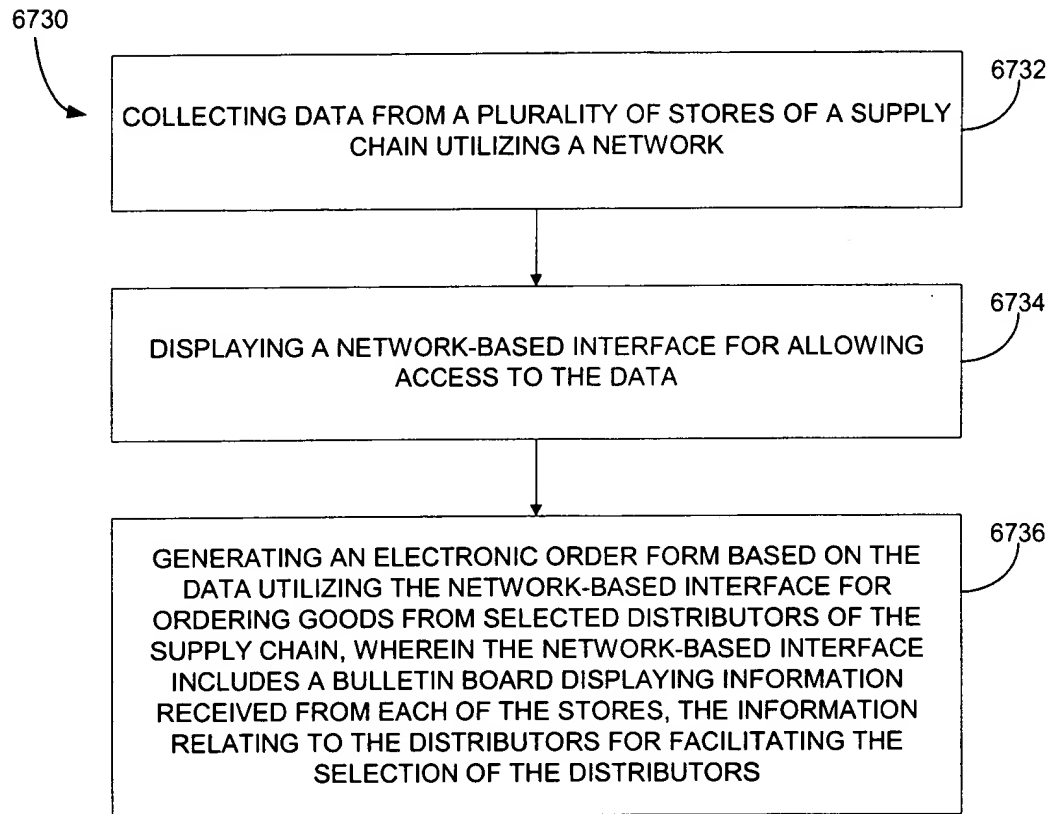 6730
6732
COLLECTING DATA FROM A PLURALITY OF STORES OF A SUPPLY
CHAIN UTILIZING A NETWORK
6734
DISPLAYING A NETWORK-BASED INTERFACE FOR ALLOWING
ACCESS TO THE DATA
6736
GENERATING AN ELECTRONIC ORDER FORM BASED ON THE
DATA UTILIZING THE NETWORK-BASED INTERFACE FOR
ORDERING GOODS FROM SELECTED DISTRIBUTORS OF THE
SUPPLY CHAIN, WHEREIN THE NETWORK-BASED INTERFACE
INCLUDES A BULLETIN BOARD DISPLAYING INFORMATION
RECEIVED FROM EACH OF THE STORES, THE INFORMATION
RELATING TO THE DISTRIBUTORS FOR FACILITATING THE
SELECTION OF THE DISTRIBUTORS